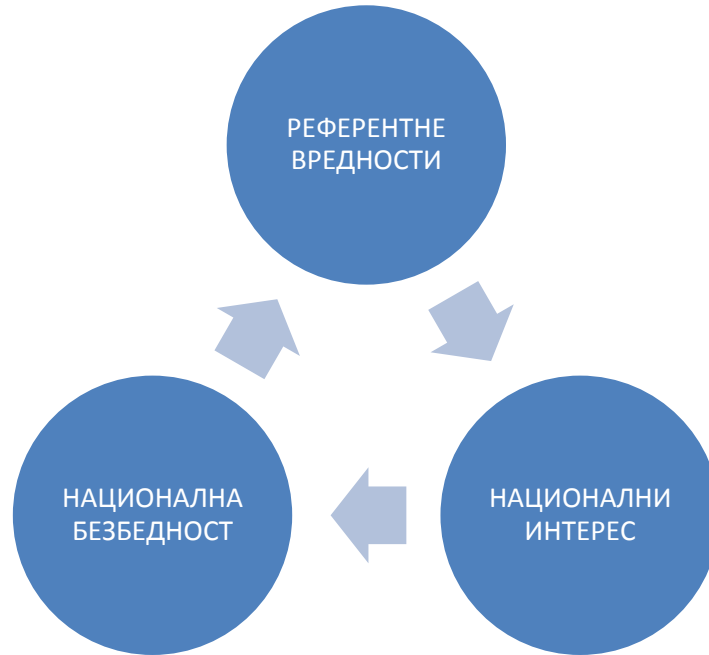 РЕФЕРЕНТНЕ
ВРЕДНОСТИ
НАЦИОНАЛНА
БЕЗБЕДНОСТ
НАЦИОНАЛНИ
ИНТЕРЕС